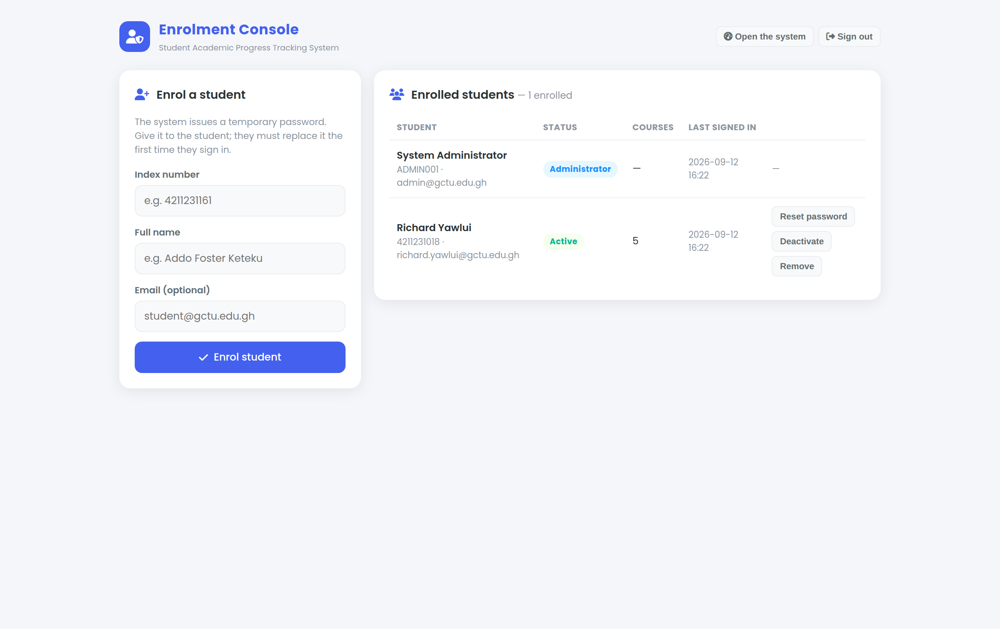 Enrolment Console
Student Academic Progress Tracking System
Open the system
Sign out
Enrol a student
The system issues a temporary password.
Give it to the student; they must replace it the
first time they sign in.
Index number
e.g. 4211231161
Full name
e.g. Addo Foster Keteku
Email (optional)
student@gctu.edu.gh
Enrol student
Enrolled students — 1 enrolled
STUDENT STATUS COURSES LAST SIGNED IN
System Administrator
ADMIN001 ·
admin@gctu.edu.gh
Administrator
—
2026-09-12
16:22
—
Richard Yawlui
4211231018 ·
richard.yawlui@gctu.edu.gh
Active
5
2026-09-12
16:22
Reset password
Deactivate
Remove